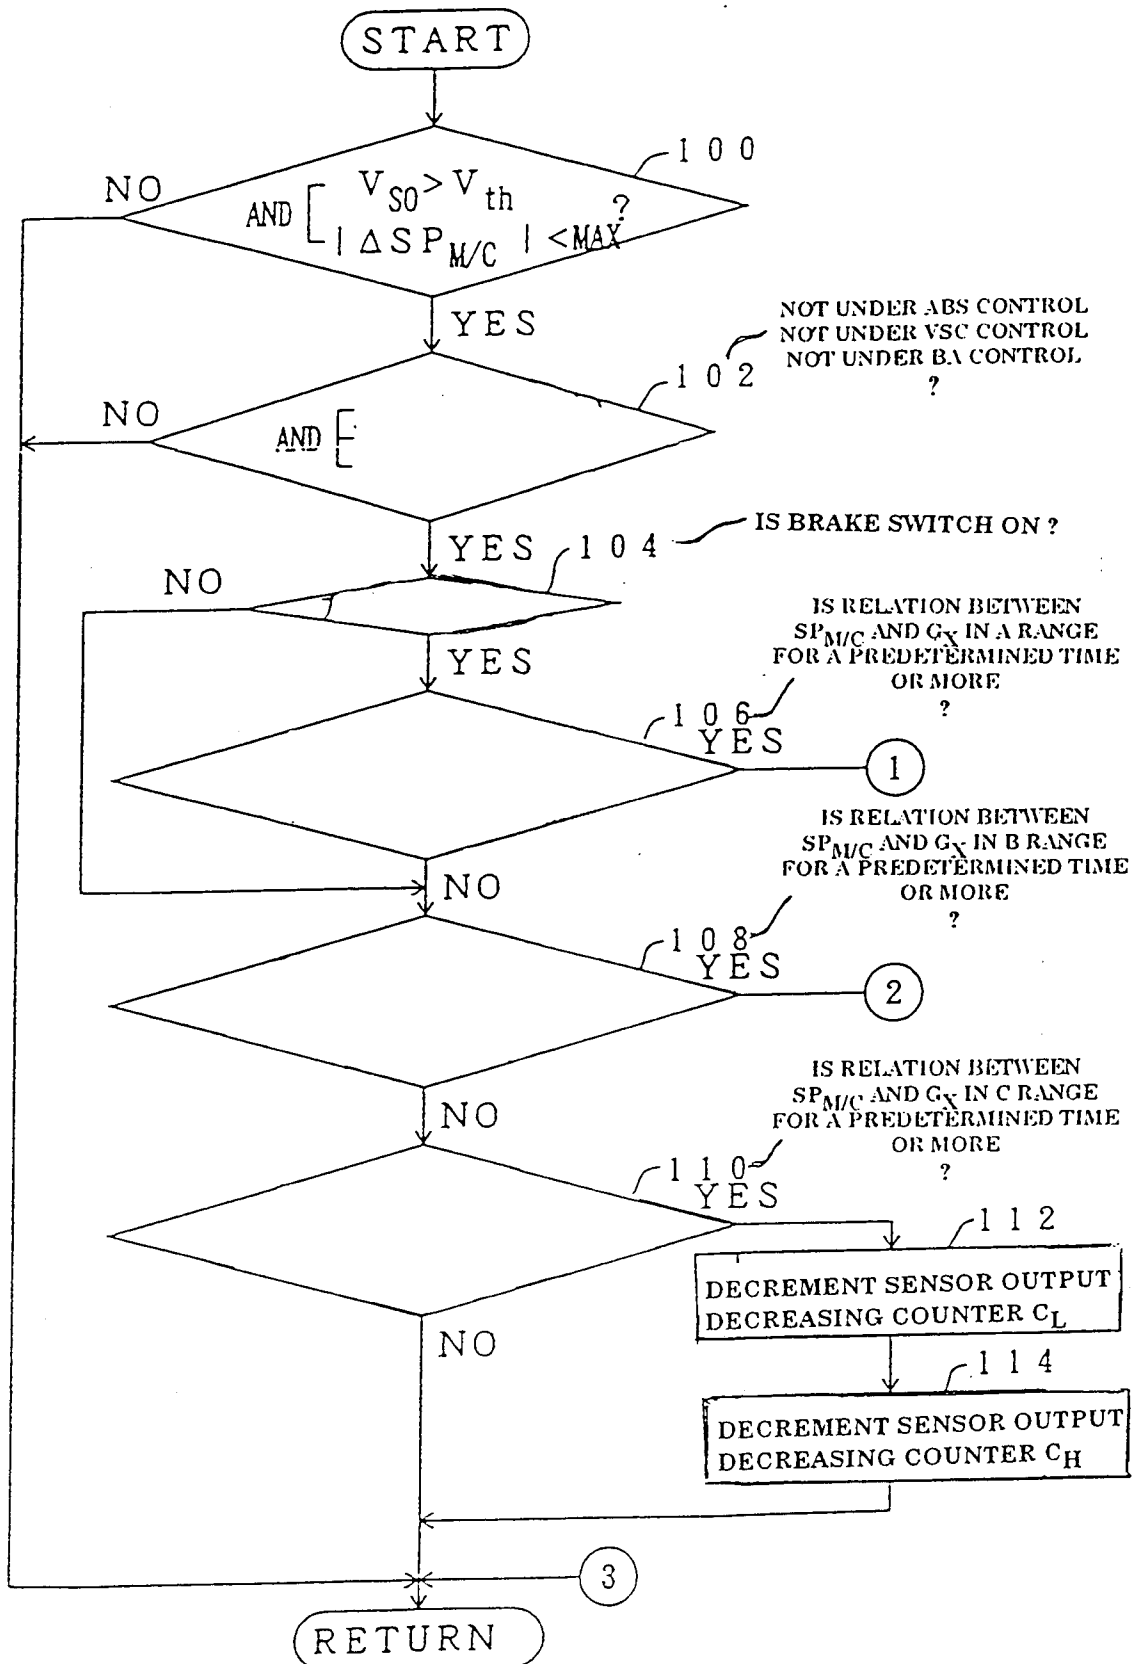 START
100
NO
AND [ V_SO > V_th
| ΔSP_M/C | < MAX ?
YES
NOT UNDER ABS CONTROL
NOT UNDER VSC CONTROL
NOT UNDER BA CONTROL
?
102
NO
AND [
YES
104
IS BRAKE SWITCH ON ?
NO
YES
IS RELATION BETWEEN
SP_M/C AND G_X IN A RANGE
FOR A PREDETERMINED TIME
OR MORE
?
106
YES
1
NO
IS RELATION BETWEEN
SP_M/C AND G_X IN B RANGE
FOR A PREDETERMINED TIME
OR MORE
?
108
YES
2
NO
IS RELATION BETWEEN
SP_M/C AND G_X IN C RANGE
FOR A PREDETERMINED TIME
OR MORE
?
110
YES
112
DECREMENT SENSOR OUTPUT
DECREASING COUNTER C_L
NO
114
DECREMENT SENSOR OUTPUT
DECREASING COUNTER C_H
3
RETURN